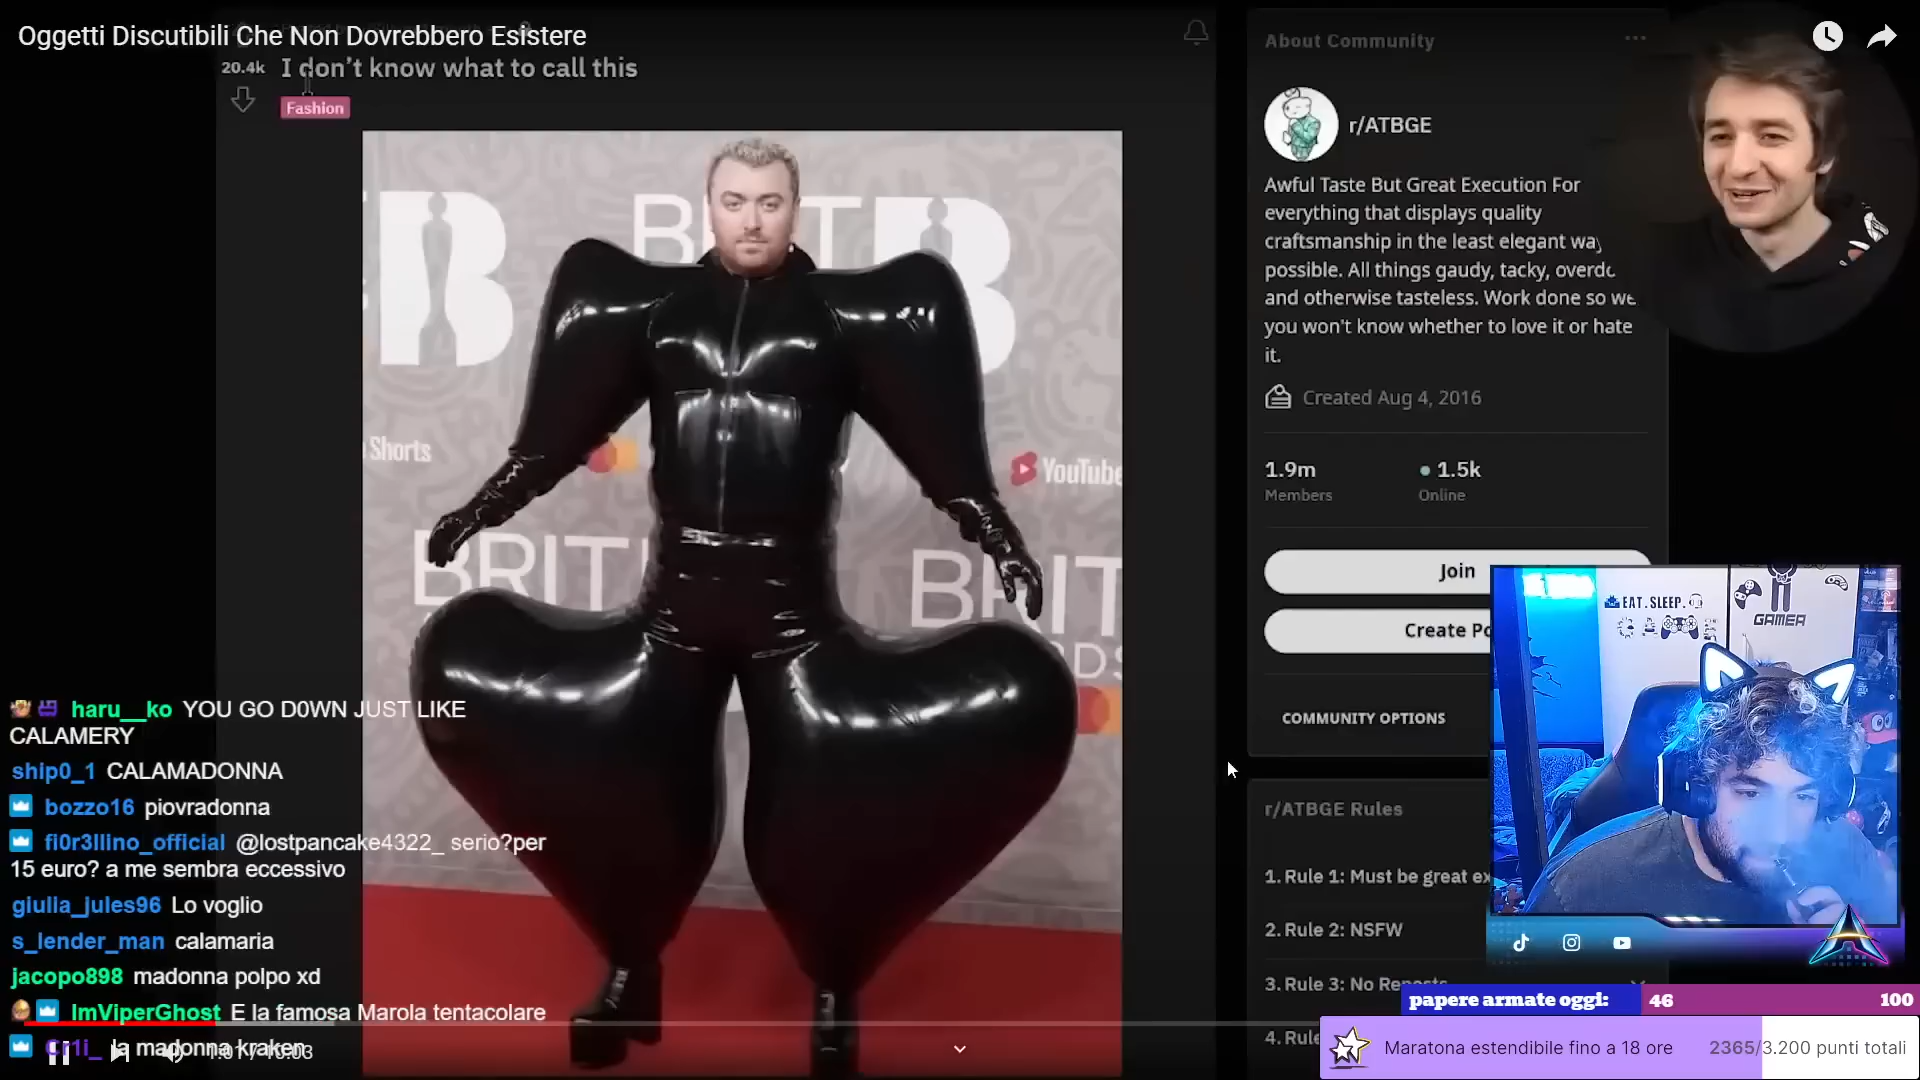 Oggetti Discutibili Che Non Dovrebbero Esistere
20.4k
I don't know what to call this
Fashion
BRIT
B
B
Shorts
YouTube
BRIT
BRIT
About Community
r/ATBGE
Awful Taste But Great Execution For
everything that displays quality
craftsmanship in the least elegant way
possible. All things gaudy, tacky, overdo
and otherwise tasteless. Work done so we
you won't know whether to love it or hate
it.
Created Aug 4, 2016
1.9m
Members
1.5k
Online
Join
Create Po
COMMUNITY OPTIONS
r/ATBGE Rules
1. Rule 1: Must be great ex
2. Rule 2: NSFW
3. Rule 3: No Reposts
4. Rule
EAT.SLEEP.
GAMER
haru__ko YOU GO D0WN JUST LIKE
CALAMERY
ship0_1 CALAMADONNA
bozzo16 piovradonna
fi0r3llino_official @lostpancake4322_ serio?per
15 euro? a me sembra eccessivo
giulla_jules96 Lo voglio
s_lender_man calamaria
jacopo898 madonna polpo xd
ImViperGhost E la famosa Marola tentacolare
Cr1i_ la madonna kraken
papere armate oggi: 46 100
Maratona estendibile fino a 18 ore 2365/3.200 punti totali